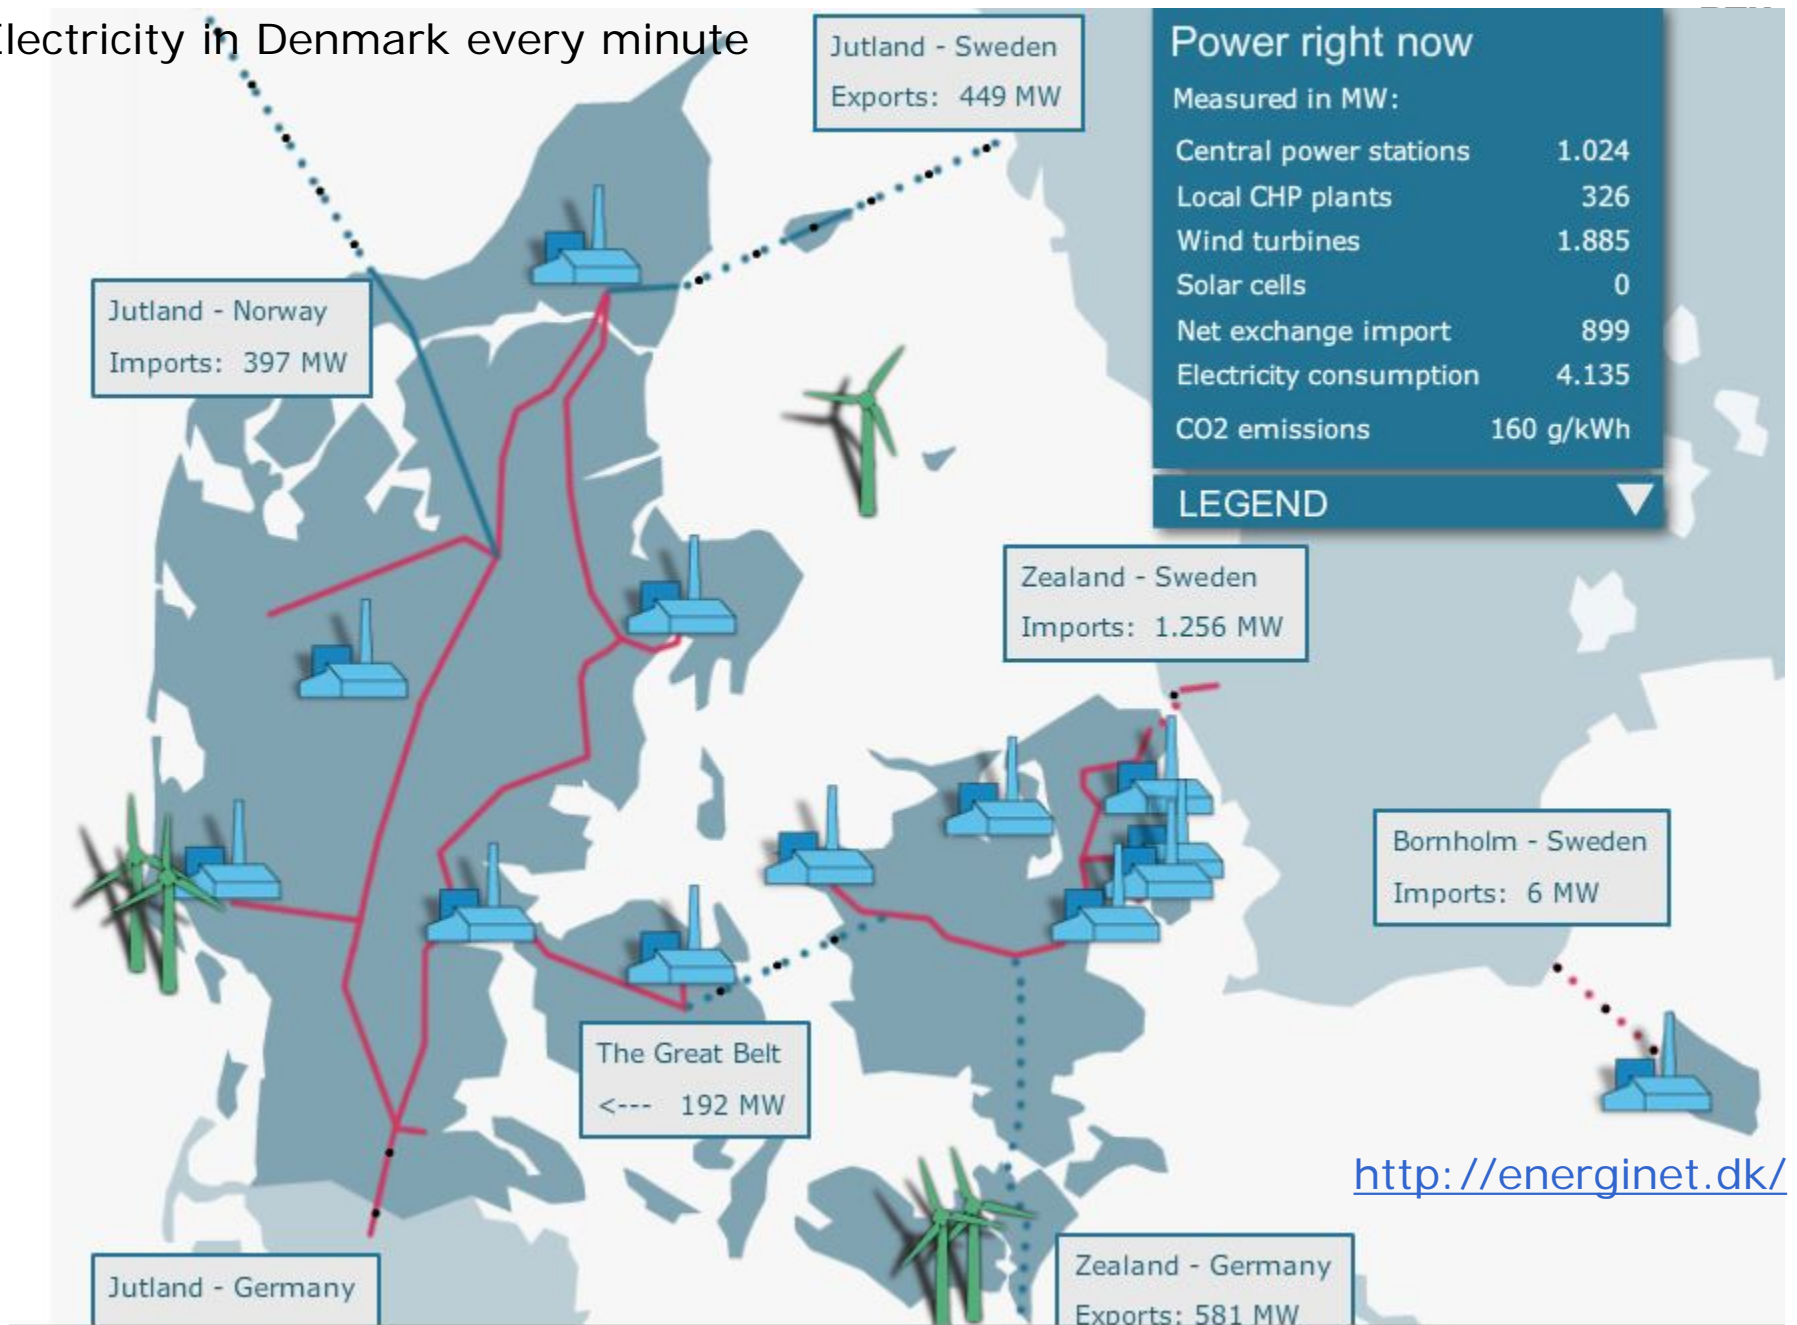 Electricity in Denmark every minute
Jutland - Sweden
Exports: 449 MW
Power right now
Measured in MW:
Central power stations 1.024
Local CHP plants 326
Wind turbines 1.885
Solar cells 0
Net exchange import 899
Electricity consumption 4.135
CO2 emissions 160 g/kWh
LEGEND
Jutland - Norway
Imports: 397 MW
Zealand - Sweden
Imports: 1.256 MW
Bornholm - Sweden
Imports: 6 MW
The Great Belt
<--- 192 MW
http://energinet.dk/
Jutland - Germany
Zealand - Germany
Exports: 581 MW